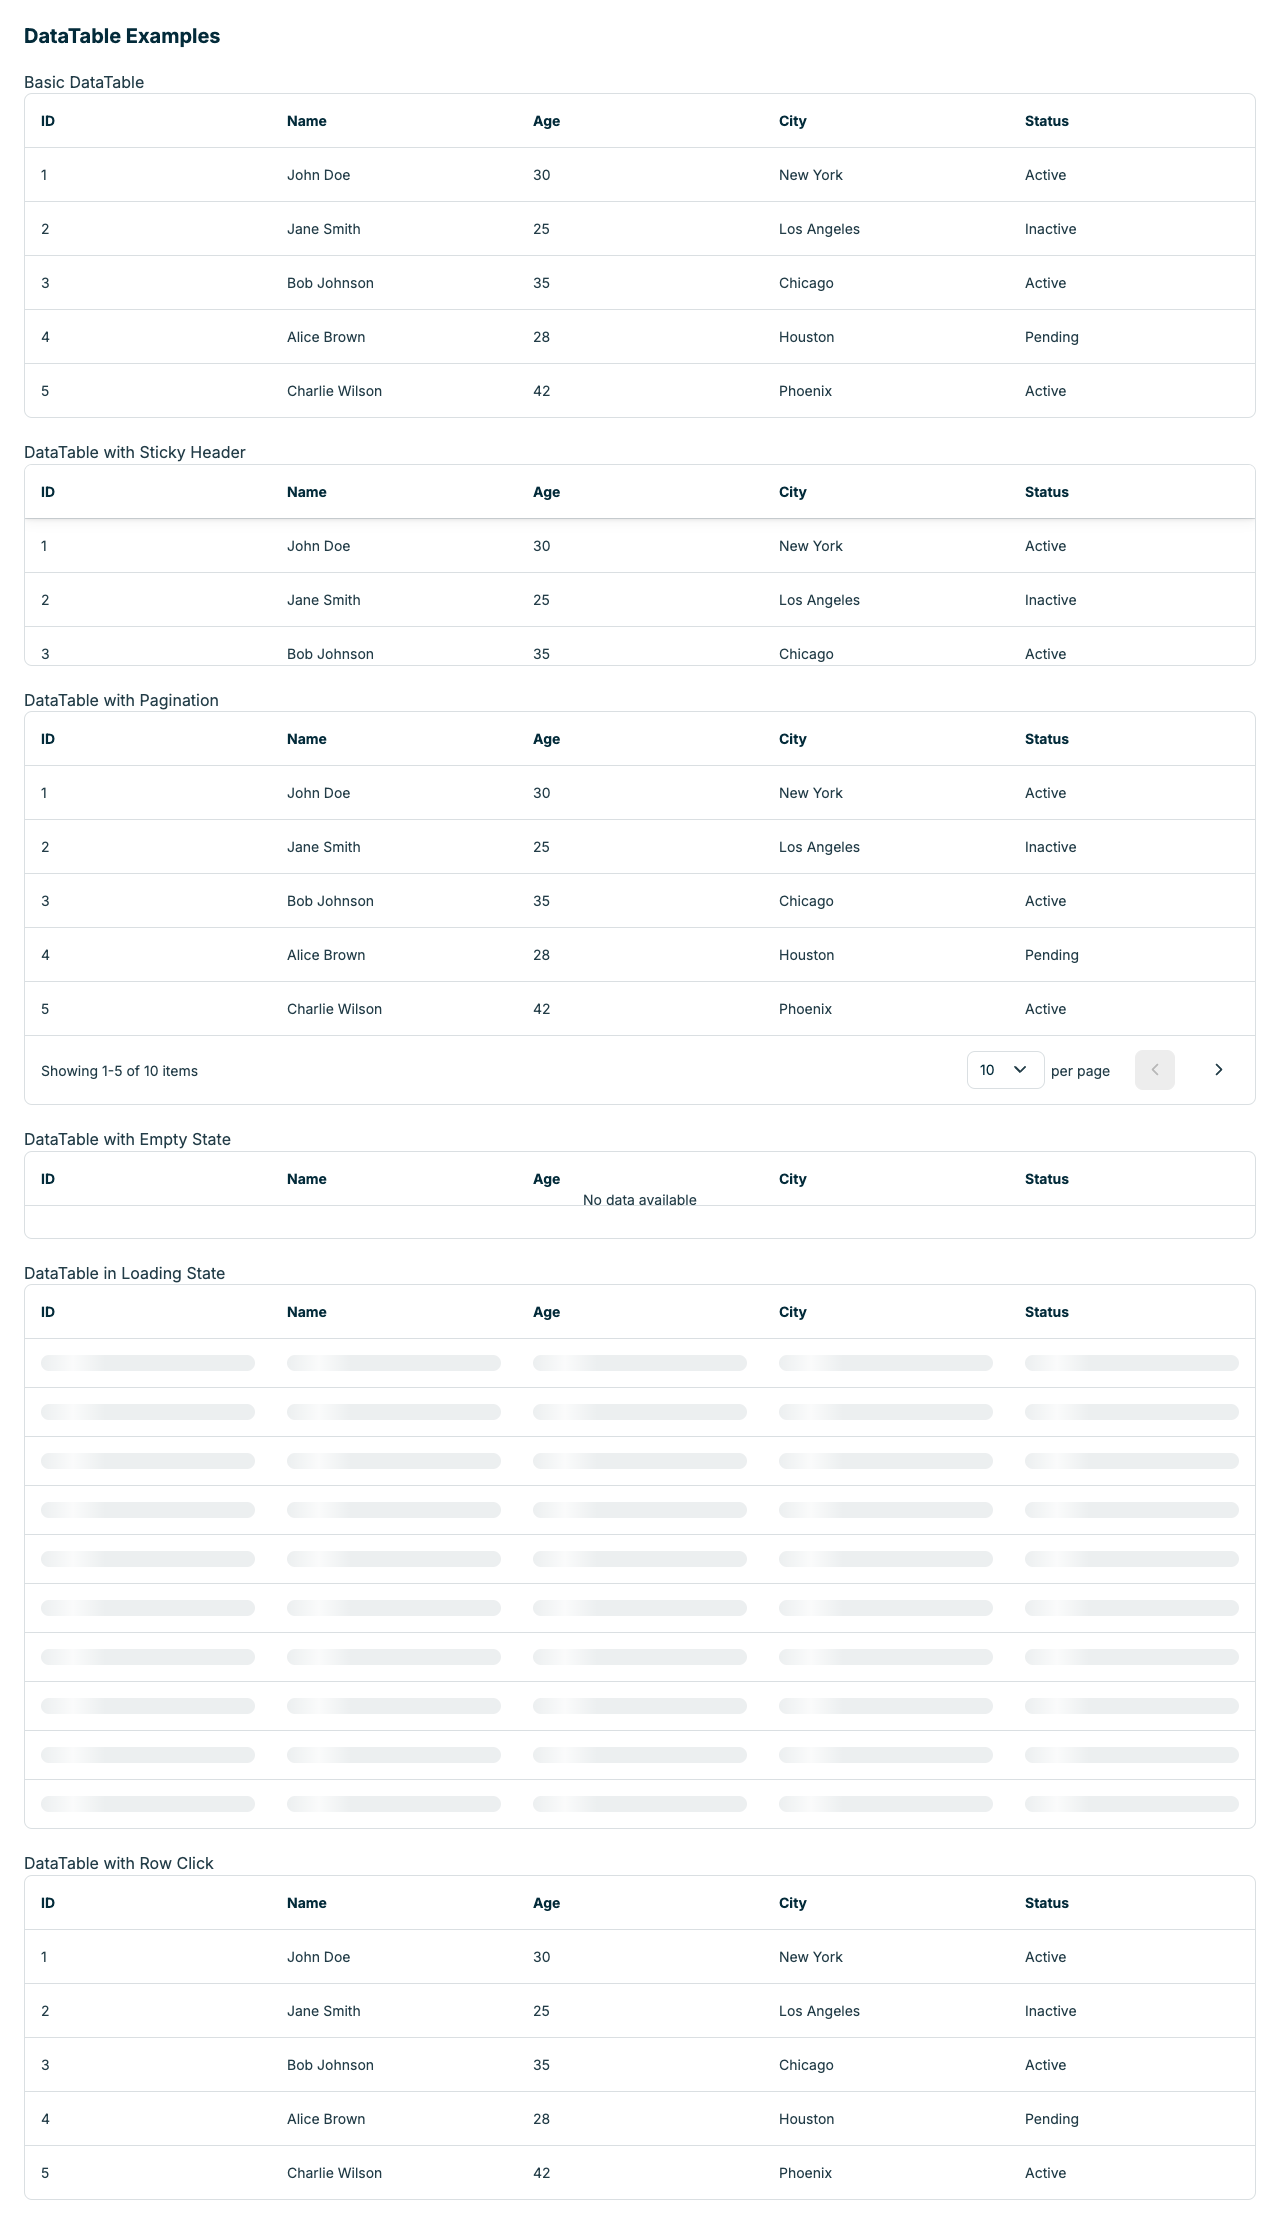 DataTable Examples
Basic DataTable
ID Name Age City Status
1 John Doe 30 New York Active
2 Jane Smith 25 Los Angeles Inactive
3 Bob Johnson 35 Chicago Active
4 Alice Brown 28 Houston Pending
5 Charlie Wilson 42 Phoenix Active
DataTable with Sticky Header
ID Name Age City Status
1 John Doe 30 New York Active
2 Jane Smith 25 Los Angeles Inactive
3 Bob Johnson 35 Chicago Active
DataTable with Pagination
ID Name Age City Status
1 John Doe 30 New York Active
2 Jane Smith 25 Los Angeles Inactive
3 Bob Johnson 35 Chicago Active
4 Alice Brown 28 Houston Pending
5 Charlie Wilson 42 Phoenix Active
Showing 1-5 of 10 items 10 per page
DataTable with Empty State
ID Name Age City Status
No data available
DataTable in Loading State
ID Name Age City Status
DataTable with Row Click
ID Name Age City Status
1 John Doe 30 New York Active
2 Jane Smith 25 Los Angeles Inactive
3 Bob Johnson 35 Chicago Active
4 Alice Brown 28 Houston Pending
5 Charlie Wilson 42 Phoenix Active